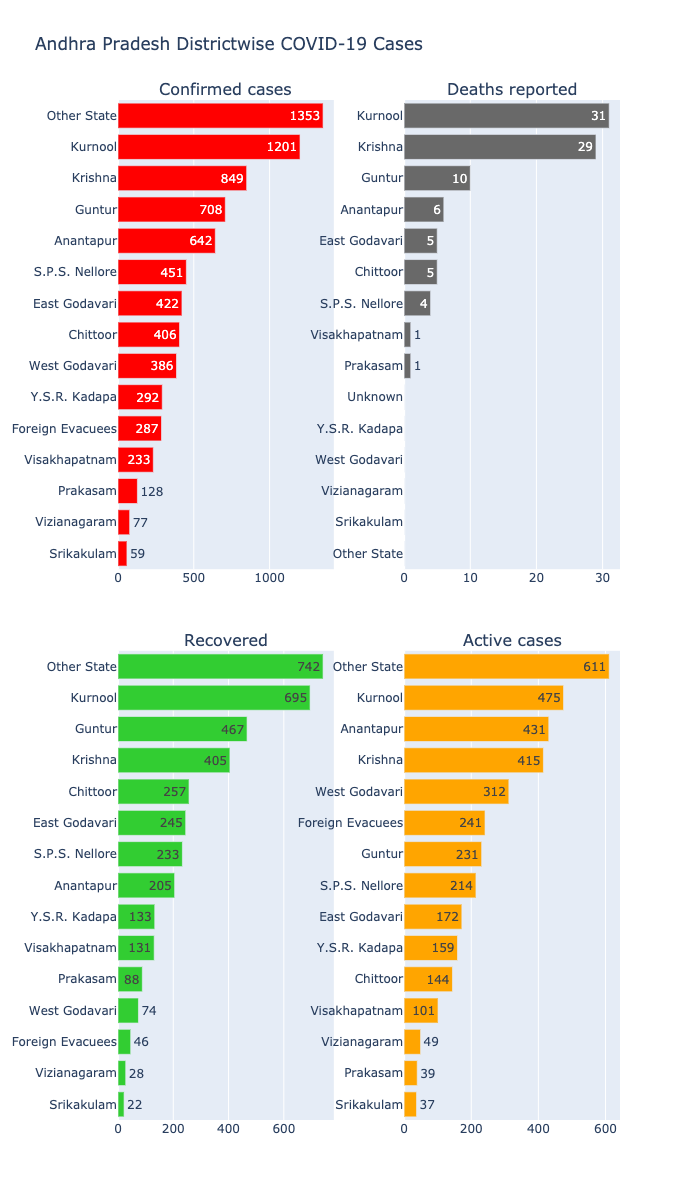 Andhra Pradesh Districtwise COVID-19 Cases
Confirmed cases
Other State 1353
Kurnool 1201
Krishna 849
Guntur 708
Anantapur 642
S.P.S. Nellore 451
East Godavari 422
Chittoor 406
West Godavari 386
Y.S.R. Kadapa 292
Foreign Evacuees 287
Visakhapatnam 233
Prakasam 128
Vizianagaram 77
Srikakulam 59
0 500 1000
Deaths reported
Kurnool 31
Krishna 29
Guntur 10
Anantapur 6
East Godavari 5
Chittoor 5
S.P.S. Nellore 4
Visakhapatnam 1
Prakasam 1
Unknown
Y.S.R. Kadapa
West Godavari
Vizianagaram
Srikakulam
Other State
0 10 20 30
Recovered
Other State 742
Kurnool 695
Guntur 467
Krishna 405
Chittoor 257
East Godavari 245
S.P.S. Nellore 233
Anantapur 205
Y.S.R. Kadapa 133
Visakhapatnam 131
Prakasam 88
West Godavari 74
Foreign Evacuees 46
Vizianagaram 28
Srikakulam 22
0 200 400 600
Active cases
Other State 611
Kurnool 475
Anantapur 431
Krishna 415
West Godavari 312
Foreign Evacuees 241
Guntur 231
S.P.S. Nellore 214
East Godavari 172
Y.S.R. Kadapa 159
Chittoor 144
Visakhapatnam 101
Vizianagaram 49
Prakasam 39
Srikakulam 37
0 200 400 600